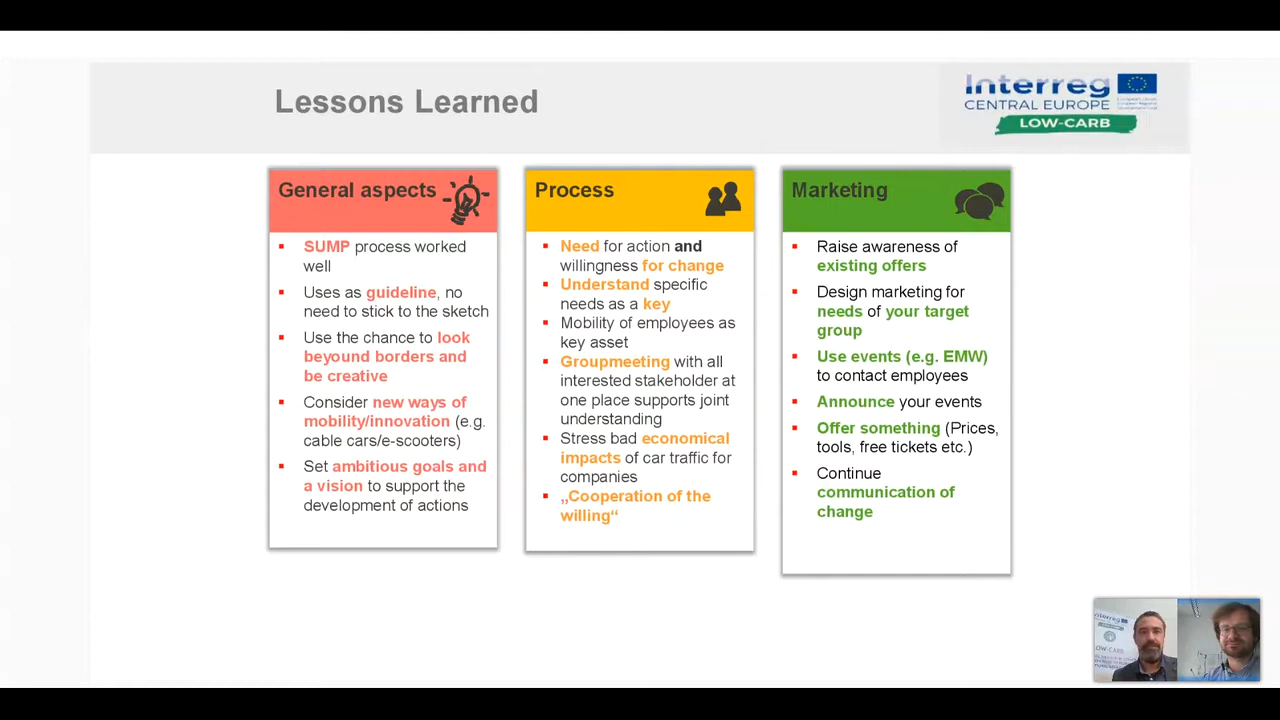 Lessons Learned
Interreg
CENTRAL EUROPE
LOW-CARB
General aspects
SUMP process worked
well
Uses as guideline, no
need to stick to the sketch
Use the chance to look
beyound borders and
be creative
Consider new ways of
mobility/innovation (e.g.
cable cars/e-scooters)
Set ambitious goals and
a vision to support the
development of actions
Process
Need for action and
willingness for change
Understand specific
needs as a key
Mobility of employees as
key asset
Groupmeeting with all
interested stakeholder at
one place supports joint
understanding
Stress bad economical
impacts of car traffic for
companies
„Cooperation of the
willing“
Marketing
Raise awareness of
existing offers
Design marketing for
needs of your target
group
Use events (e.g. EMW)
to contact employees
Announce your events
Offer something (Prices,
tools, free tickets etc.)
Continue
communication of
change